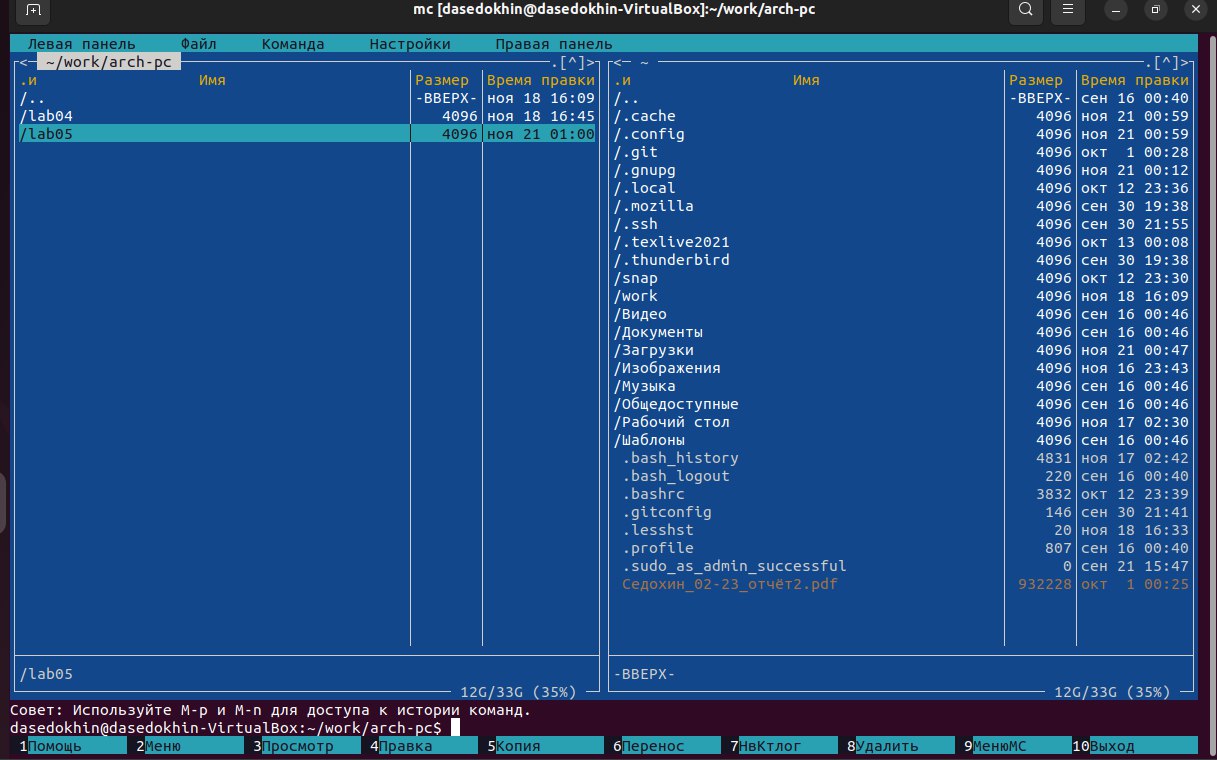 mc [dasedokhin@dasedokhin-VirtualBox]:~/work/arch-pc
Левая панель Файл Команда Настройки Правая панель
<─ ~/work/arch-pc .[^]>
.и Имя Размер Время правки
/.. -ВВЕРХ- ноя 18 16:09
/lab04 4096 ноя 18 16:45
/lab05 4096 ноя 21 01:00
/lab05
12G/33G (35%)
<─ ~ .[^]>
.и Имя Размер Время правки
/.. -ВВЕРХ- сен 16 00:40
/.cache 4096 ноя 21 00:59
/.config 4096 ноя 21 00:59
/.git 4096 окт 1 00:28
/.gnupg 4096 ноя 21 00:12
/.local 4096 окт 12 23:36
/.mozilla 4096 сен 30 19:38
/.ssh 4096 сен 30 21:55
/.texlive2021 4096 окт 13 00:08
/.thunderbird 4096 сен 30 19:38
/snap 4096 окт 12 23:30
/work 4096 ноя 18 16:09
/Видео 4096 сен 16 00:46
/Документы 4096 сен 16 00:46
/Загрузки 4096 ноя 21 00:47
/Изображения 4096 ноя 16 23:43
/Музыка 4096 сен 16 00:46
/Общедоступные 4096 сен 16 00:46
/Рабочий стол 4096 ноя 17 02:30
/Шаблоны 4096 сен 16 00:46
.bash_history 4831 ноя 17 02:42
.bash_logout 220 сен 16 00:40
.bashrc 3832 окт 12 23:39
.gitconfig 146 сен 30 21:41
.lesshst 20 ноя 18 16:33
.profile 807 сен 16 00:40
.sudo_as_admin_successful 0 сен 21 15:47
Седохин_02-23_отчёт2.pdf 932228 окт 1 00:25
-ВВЕРХ-
12G/33G (35%)
Совет: Используйте M-p и M-n для доступа к истории команд.
dasedokhin@dasedokhin-VirtualBox:~/work/arch-pc$
1Помощь 2Меню 3Просмотр 4Правка 5Копия 6Перенос 7НвКтлог 8Удалить 9МенюМС 10Выход